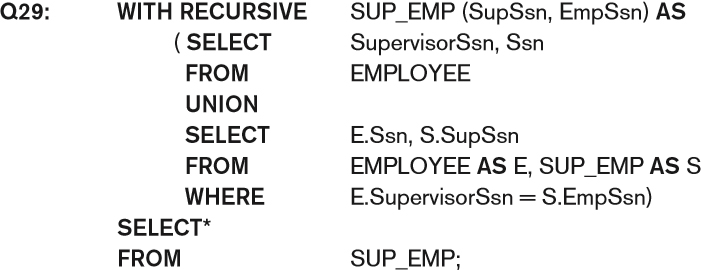 Q29: WITH RECURSIVE SUP_EMP (SupSsn, EmpSsn) AS
( SELECT SupervisorSsn, Ssn
FROM EMPLOYEE
UNION
SELECT E.Ssn, S.SupSsn
FROM EMPLOYEE AS E, SUP_EMP AS S
WHERE E.SupervisorSsn = S.EmpSsn)
SELECT*
FROM SUP_EMP;